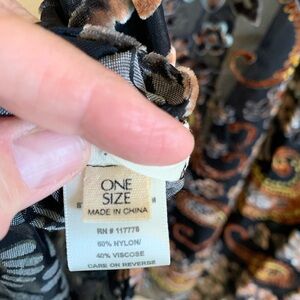 ONE
SIZE
MADE IN CHINA
RN # 117778
60% NYLON/
40% VISCOSE
CARE ON REVERSE